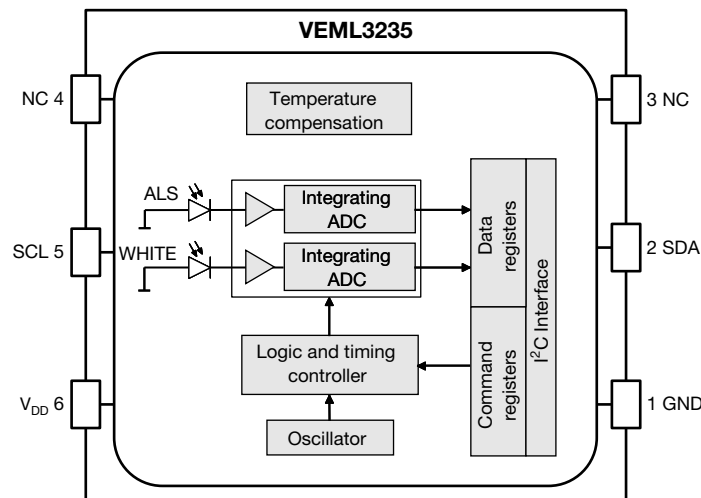 VEML3235
NC 4
3 NC
Temperature
compensation
ALS
Integrating
ADC
SCL 5
WHITE
Integrating
ADC
Data
registers
I²C Interface
2 SDA
Logic and timing
controller
Command
registers
V_DD 6
1 GND
Oscillator